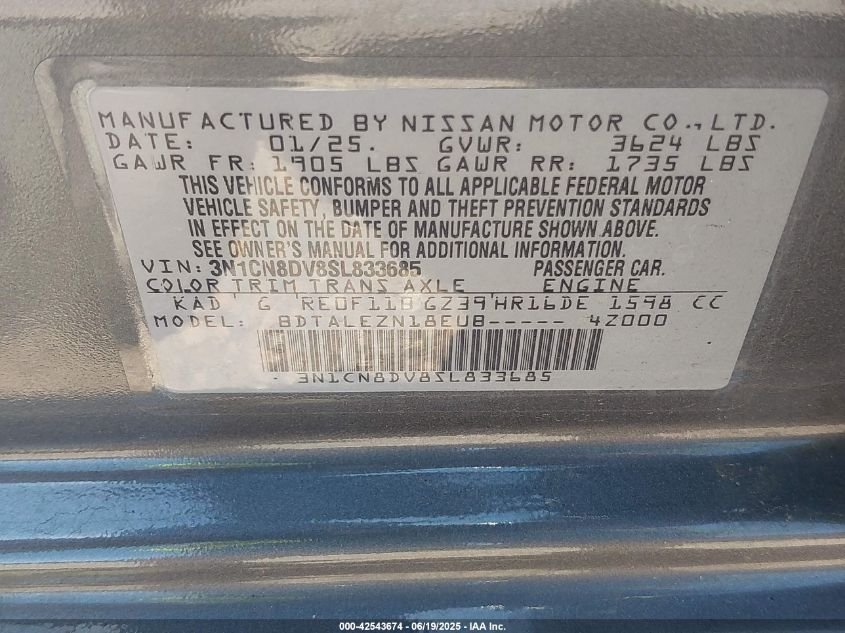 MANUFACTURED BY NISSAN MOTOR CO., LTD.
DATE: 01/25. GVWR: 3624 LBS
GAWR FR: 1905 LBS GAWR RR: 1735 LBS
THIS VEHICLE CONFORMS TO ALL APPLICABLE FEDERAL MOTOR
VEHICLE SAFETY, BUMPER AND THEFT PREVENTION STANDARDS
IN EFFECT ON THE DATE OF MANUFACTURE SHOWN ABOVE.
SEE OWNER'S MANUAL FOR ADDITIONAL INFORMATION.
VIN: 3N1CN8DV8SL833685 PASSENGER CAR.
COLOR TRIM TRANS AXLE ENGINE
KAD G RE0F11B GZ39 HR16DE 1598 CC
MODEL: BDTALEZN18EUB----- 4Z000
3N1CN8DV8SL833685
000-42543674 - 06/19/2025 - IAA Inc.